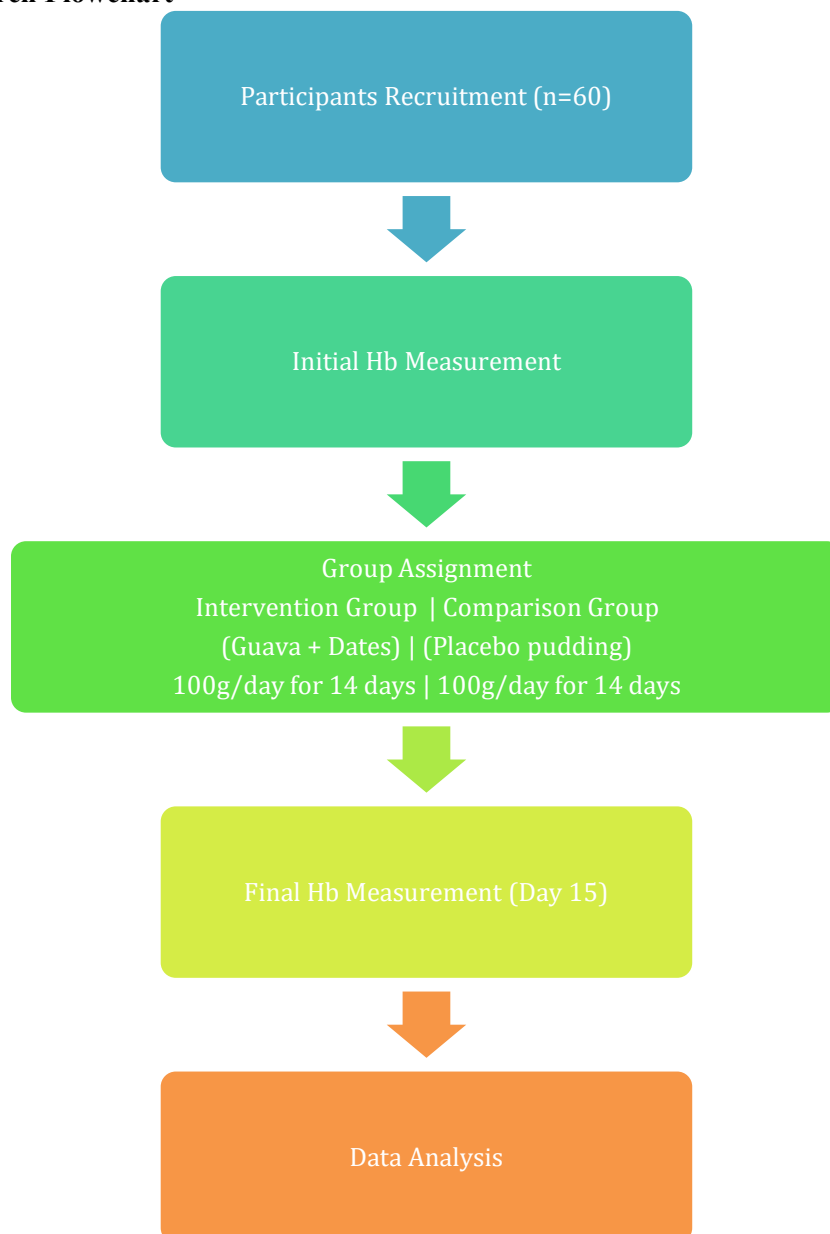 Flowchart
Participants Recruitment (n=60)
Initial Hb Measurement
Group Assignment
Intervention Group | Comparison Group
(Guava + Dates) | (Placebo pudding)
100g/day for 14 days | 100g/day for 14 days
Final Hb Measurement (Day 15)
Data Analysis